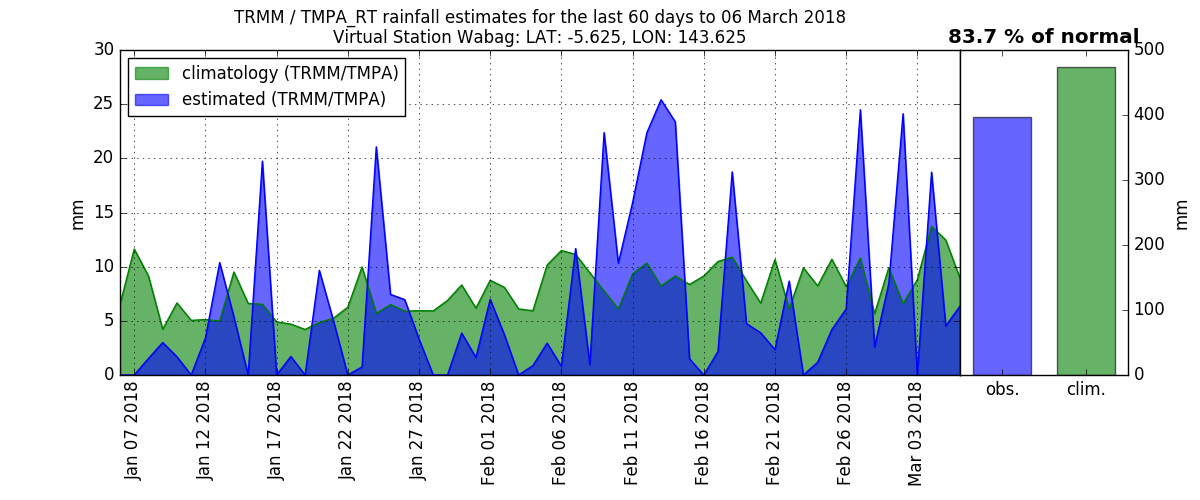 TRMM / TMPA_RT rainfall estimates for the last 60 days to 06 March 2018
Virtual Station Wabag: LAT: -5.625, LON: 143.625
83.7 % of normal
climatology (TRMM/TMPA)
estimated (TRMM/TMPA)
mm
30
25
20
15
10
5
0
Jan 07 2018
Jan 12 2018
Jan 17 2018
Jan 22 2018
Jan 27 2018
Feb 01 2018
Feb 06 2018
Feb 11 2018
Feb 16 2018
Feb 21 2018
Feb 26 2018
Mar 03 2018
obs.
clim.
500
400
300
200
100
0
mm